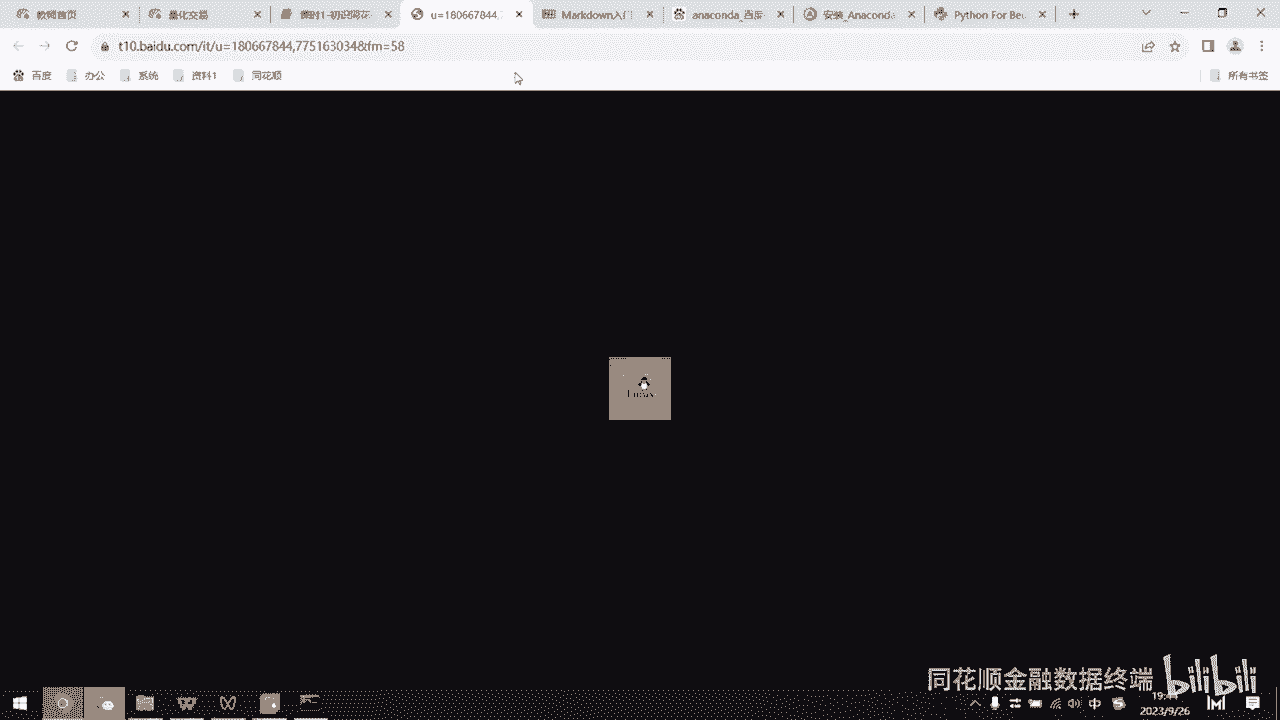 教师首页
量化交易
课时1-初识同花
u=180667844,
Markdown入门
anaconda_百度
安装_Anaconda
Python For Be
t10.baidu.com/it/u=180667844,775163034&fm=58
百度
办公
系统
资料1
同花顺
所有书签
Linux
同花顺金融数据终端
bilibili
中
2023/9/26